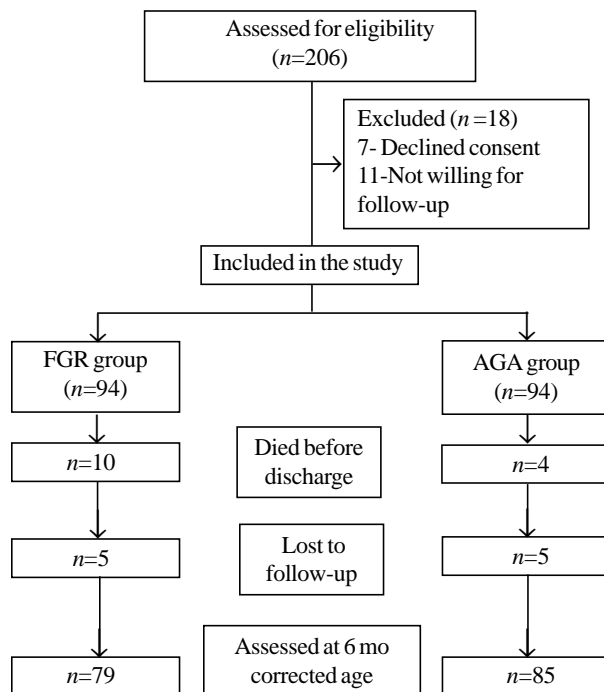 Assessed for eligibility
(n=206)
Excluded (n =18)
7- Declined consent
11-Not willing for
follow-up
Included in the study
FGR group
(n=94)
AGA group
(n=94)
Died before
discharge
n=10
n=4
Lost to
follow-up
n=5
n=5
Assessed at 6 mo
corrected age
n=79
n=85